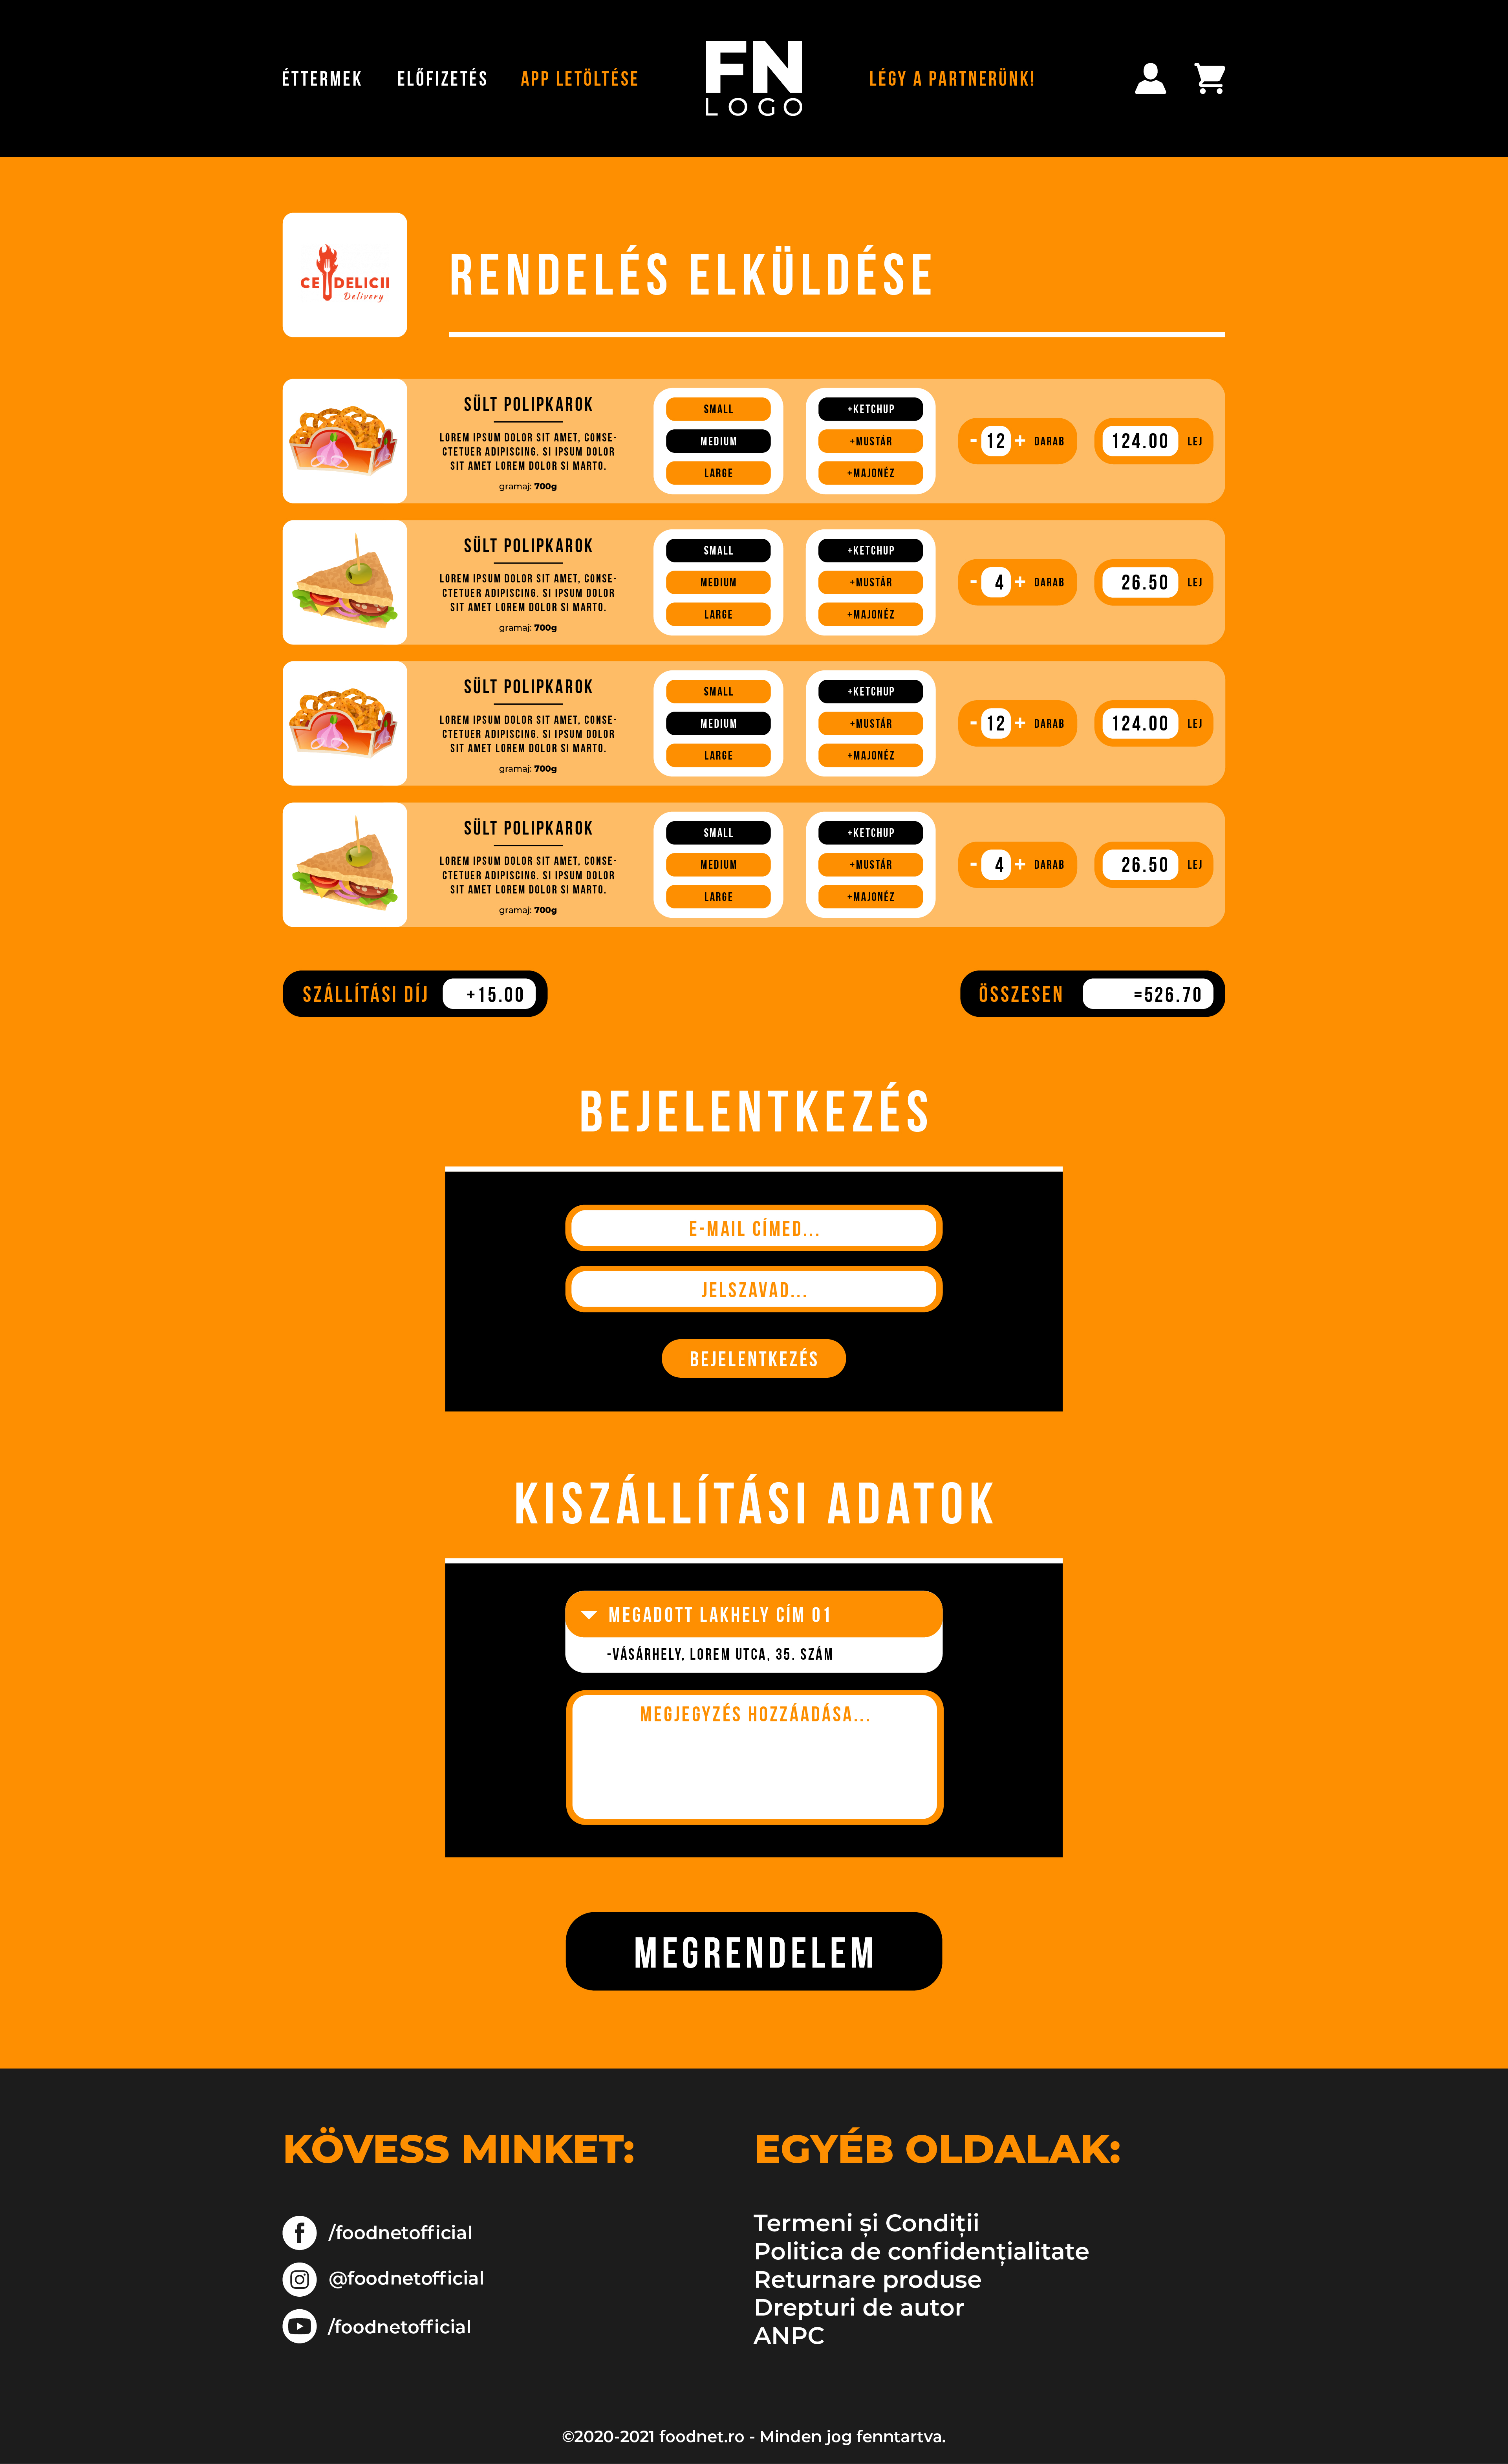 ÉTTERMEK ELŐFIZETÉS APP LETÖLTÉSE FN LÉGY A PARTNERÜNK!
LOGO
CE DELICII
Delivery
RENDELÉS ELKÜLDÉSE
SÜLT POLIPKAROK
LOREM IPSUM DOLOR SIT AMET, CONSE-
CTETUER ADIPISCING. SI IPSUM DOLOR
SIT AMET LOREM DOLOR SI MARTO.
gramaj: 700g
SMALL
MEDIUM
LARGE
+KETCHUP
+MUSTÁR
+MAJONÉZ
- 12 + DARAB
124.00 LEJ
SÜLT POLIPKAROK
LOREM IPSUM DOLOR SIT AMET, CONSE-
CTETUER ADIPISCING. SI IPSUM DOLOR
SIT AMET LOREM DOLOR SI MARTO.
gramaj: 700g
SMALL
MEDIUM
LARGE
+KETCHUP
+MUSTÁR
+MAJONÉZ
- 4 + DARAB
26.50 LEJ
SÜLT POLIPKAROK
LOREM IPSUM DOLOR SIT AMET, CONSE-
CTETUER ADIPISCING. SI IPSUM DOLOR
SIT AMET LOREM DOLOR SI MARTO.
gramaj: 700g
SMALL
MEDIUM
LARGE
+KETCHUP
+MUSTÁR
+MAJONÉZ
- 12 + DARAB
124.00 LEJ
SÜLT POLIPKAROK
LOREM IPSUM DOLOR SIT AMET, CONSE-
CTETUER ADIPISCING. SI IPSUM DOLOR
SIT AMET LOREM DOLOR SI MARTO.
gramaj: 700g
SMALL
MEDIUM
LARGE
+KETCHUP
+MUSTÁR
+MAJONÉZ
- 4 + DARAB
26.50 LEJ
SZÁLLÍTÁSI DÍJ +15.00
ÖSSZESEN =526.70
BEJELENTKEZÉS
E-MAIL CÍMED...
JELSZAVAD...
BEJELENTKEZÉS
KISZÁLLÍTÁSI ADATOK
MEGADOTT LAKHELY CÍM 01
-VÁSÁRHELY, LOREM UTCA, 35. SZÁM
MEGJEGYZÉS HOZZÁADÁSA...
MEGRENDELEM
KÖVESS MINKET:
/foodnetofficial
@foodnetofficial
/foodnetofficial
EGYÉB OLDALAK:
Termeni și Condiții
Politica de confidențialitate
Returnare produse
Drepturi de autor
ANPC
©2020-2021 foodnet.ro - Minden jog fenntartva.